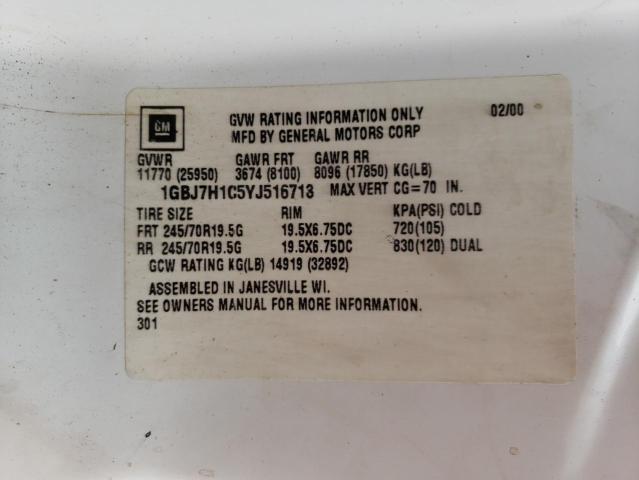 GM
GVW RATING INFORMATION ONLY 02/00
MFD BY GENERAL MOTORS CORP
GVWR GAWR FRT GAWR RR
11770 (25950) 3674 (8100) 8096 (17850) KG(LB)
1GBJ7H1C5YJ516713 MAX VERT CG=70 IN.
TIRE SIZE RIM KPA(PSI) COLD
FRT 245/70R19.5G 19.5X6.75DC 720(105)
RR 245/70R19.5G 19.5X6.75DC 830(120) DUAL
GCW RATING KG(LB) 14919 (32892)
ASSEMBLED IN JANESVILLE WI.
SEE OWNERS MANUAL FOR MORE INFORMATION.
301